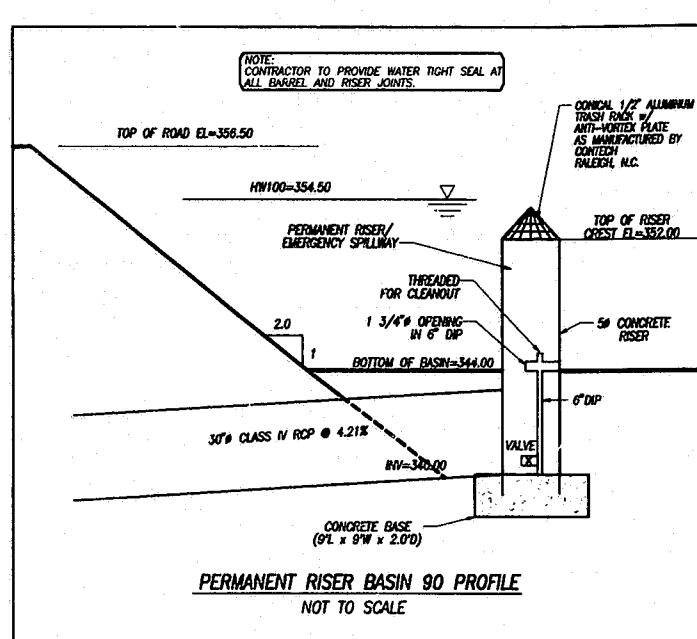 NOTE:
CONTRACTOR TO PROVIDE WATER TIGHT SEAL AT
ALL BARREL AND RISER JOINTS.
CONICAL 1/2" ALUMINUM
TRASH RACK W/
ANTI-VORTEX PLATE
AS MANUFACTURED BY
CONTECH
RALEIGH, N.C.
TOP OF ROAD EL=356.50
HW100=354.50
TOP OF RISER
CREST EL=352.00
PERMANENT RISER/
EMERGENCY SPILLWAY
THREADED
FOR CLEANOUT
1 3/4"ø OPENING
IN 6" DIP
5ø CONCRETE
RISER
2.0
1
BOTTOM OF BASIN=344.00
6"DIP
30"ø CLASS IV RCP @ 4.21%
VALVE
INV=340.00
CONCRETE BASE
(9'L x 9'W x 2.0'D)
PERMANENT RISER BASIN 90 PROFILE
NOT TO SCALE